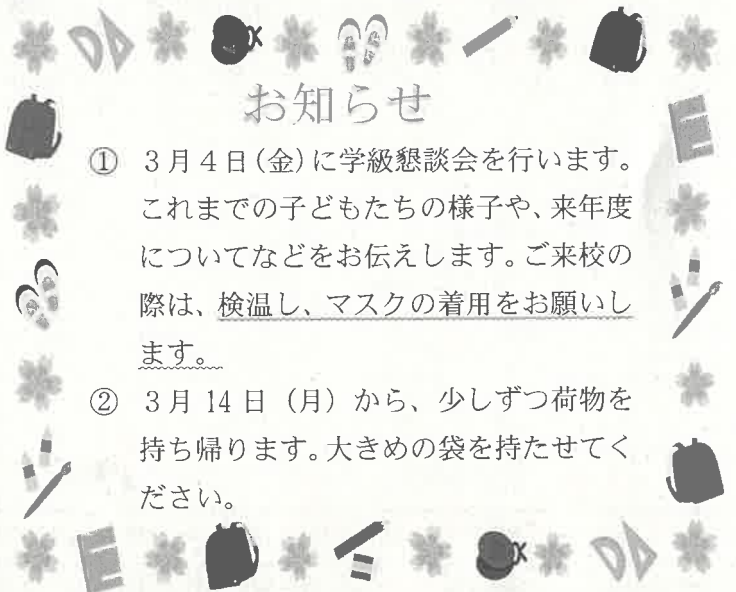 お知らせ
① 3月4日(金)に学級懇談会を行います。
これまでの子どもたちの様子や、来年度
についてなどをお伝えします。ご来校の
際は、検温し、マスクの着用をお願いし
ます。
② 3月14日（月）から、少しずつ荷物を
持ち帰ります。大きめの袋を持たせてく
ださい。